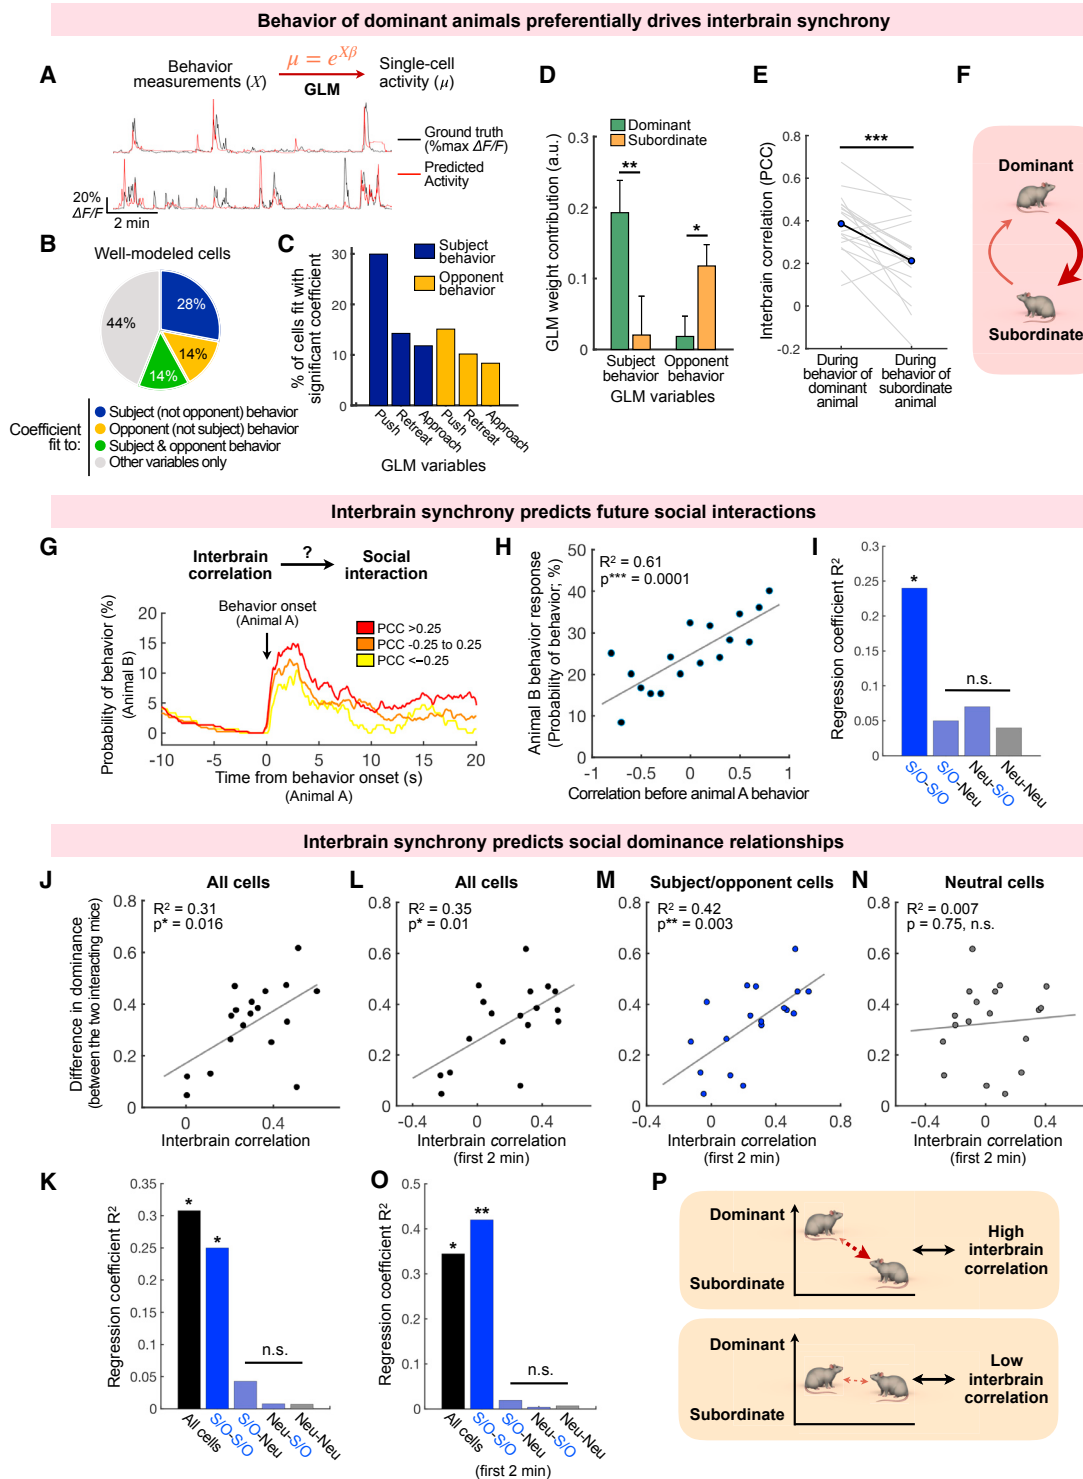 Behavior of dominant animals preferentially drives interbrain synchrony
A
Behavior
measurements (X)
μ = e^{Xβ}
GLM
Single-cell
activity (μ)
Ground truth
(%max ΔF/F)
Predicted
Activity
20%
ΔF/F
2 min
B
Well-modeled cells
28%
14%
14%
44%
Coefficient
fit to:
Subject (not opponent) behavior
Opponent (not subject) behavior
Subject & opponent behavior
Other variables only
C
Subject
behavior
Opponent
behavior
% of cells fit with
significant coefficient
30
20
10
0
Push
Retreat
Approach
Push
Retreat
Approach
GLM variables
D
Dominant
Subordinate
GLM weight contribution (a.u.)
0.3
0.2
0.1
0
**
*
Subject
behavior
Opponent
behavior
GLM variables
E
Interbrain correlation (PCC)
0.8
0.6
0.4
0.2
0
-0.2
***
During
behavior of
dominant
animal
During
behavior of
subordinate
animal
F
Dominant
Subordinate
Interbrain synchrony predicts future social interactions
G
Interbrain
correlation
?
Social
interaction
Behavior onset
(Animal A)
PCC >0.25
PCC -0.25 to 0.25
PCC <-0.25
Probability of behavior (%)
(Animal B)
20
15
10
5
0
-10 -5 0 5 10 15 20
Time from behavior onset (s)
(Animal A)
H
R² = 0.61
p*** = 0.0001
Animal B behavior response
(Probability of behavior; %)
50
40
30
20
10
0
-1 -0.5 0 0.5 1
Correlation before animal A behavior
I
Regression coefficient R²
0.3
0.25
0.2
0.15
0.1
0.05
0
*
n.s.
S/O-S/O
S/O-Neu
Neu-S/O
Neu-Neu
Interbrain synchrony predicts social dominance relationships
J
All cells
R² = 0.31
p* = 0.016
Difference in dominance
(between the two interacting mice)
0.8
0.6
0.4
0.2
0
0 0.4
Interbrain correlation
L
All cells
R² = 0.35
p* = 0.01
0.8
0.6
0.4
0.2
0
-0.4 0 0.4
Interbrain correlation
(first 2 min)
M
Subject/opponent cells
R² = 0.42
p** = 0.003
0.8
0.6
0.4
0.2
0
-0.4 0 0.4 0.8
Interbrain correlation
(first 2 min)
N
Neutral cells
R² = 0.007
p = 0.75, n.s.
0.8
0.6
0.4
0.2
0
-0.4 0 0.4
Interbrain correlation
(first 2 min)
K
Regression coefficient R²
0.35
0.3
0.25
0.2
0.15
0.1
0.05
0
*
*
n.s.
All cells
S/O-S/O
S/O-Neu
Neu-S/O
Neu-Neu
O
Regression coefficient R²
0.5
0.4
0.3
0.2
0.1
0
*
**
n.s.
All cells
S/O-S/O
S/O-Neu
Neu-S/O
Neu-Neu
(first 2 min)
P
Dominant
Subordinate
High
interbrain
correlation
Dominant
Subordinate
Low
interbrain
correlation